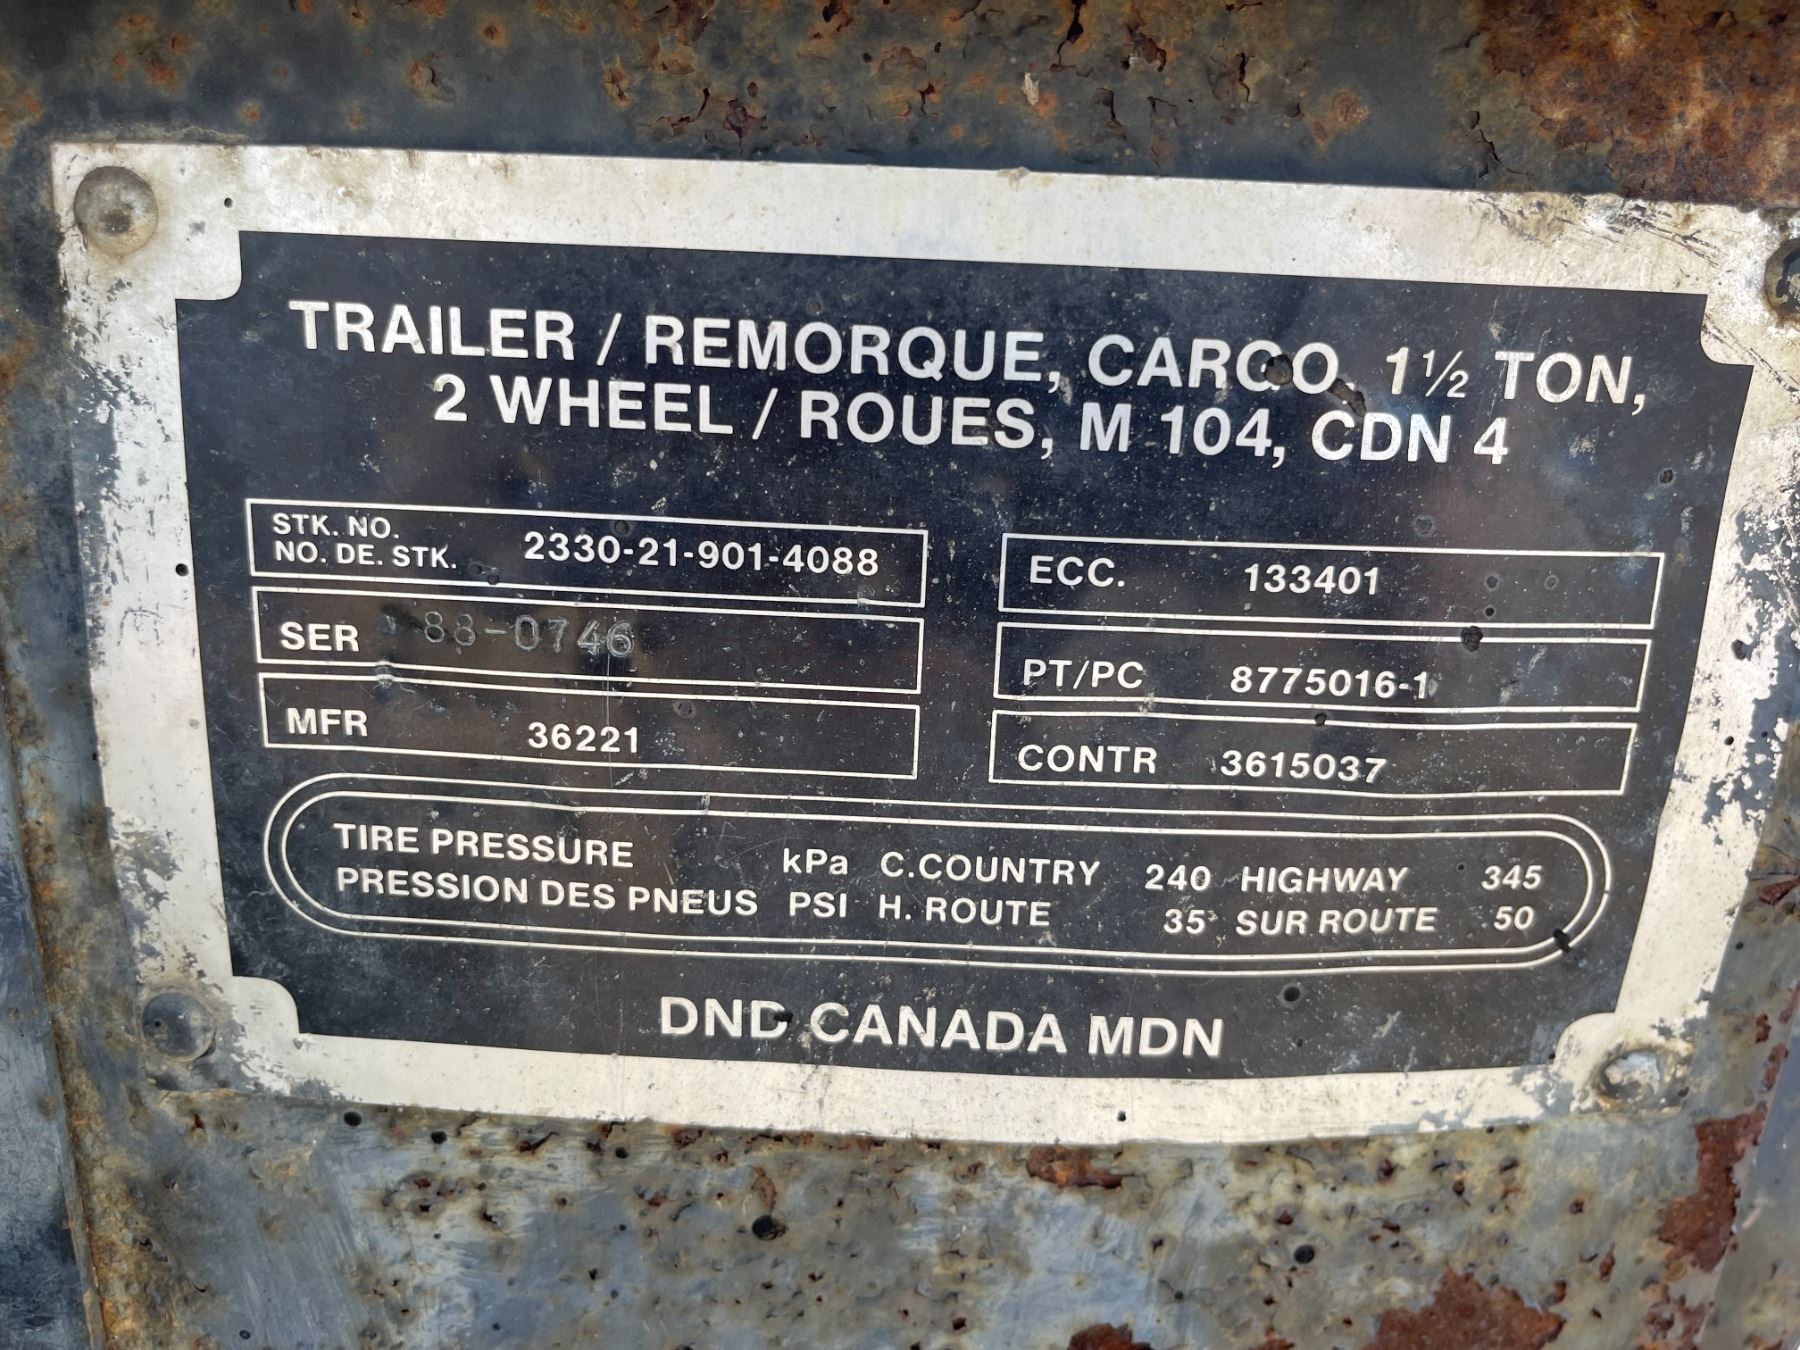 TRAILER / REMORQUE, CARGO, 1½ TON,
2 WHEEL / ROUES, M 104, CDN 4
STK. NO.
NO. DE. STK. 2330-21-901-4088
ECC. 133401
SER 88-0746
PT/PC 8775016-1
MFR 36221
CONTR 3615037
TIRE PRESSURE kPa C.COUNTRY 240 HIGHWAY 345
PRESSION DES PNEUS PSI H. ROUTE 35 SUR ROUTE 50
DND CANADA MDN